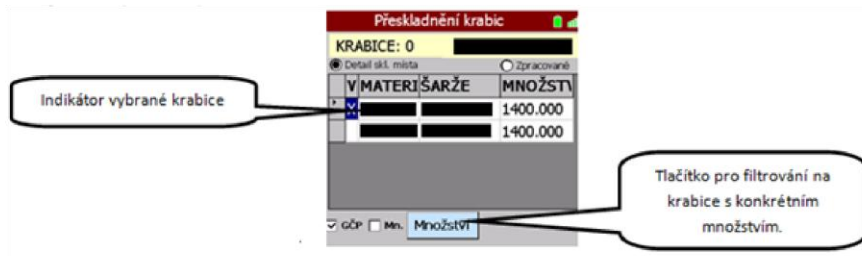 Přeskladnění krabic
KRABICE: 0
Detail skl. místa Zpracované
V MATERI ŠARŽE MNOŽSTV
X 1400.000
1400.000
GČP Mn. Množství
Indikátor vybrané krabice
Tlačítko pro filtrování na
krabice s konkrétním
množstvím.